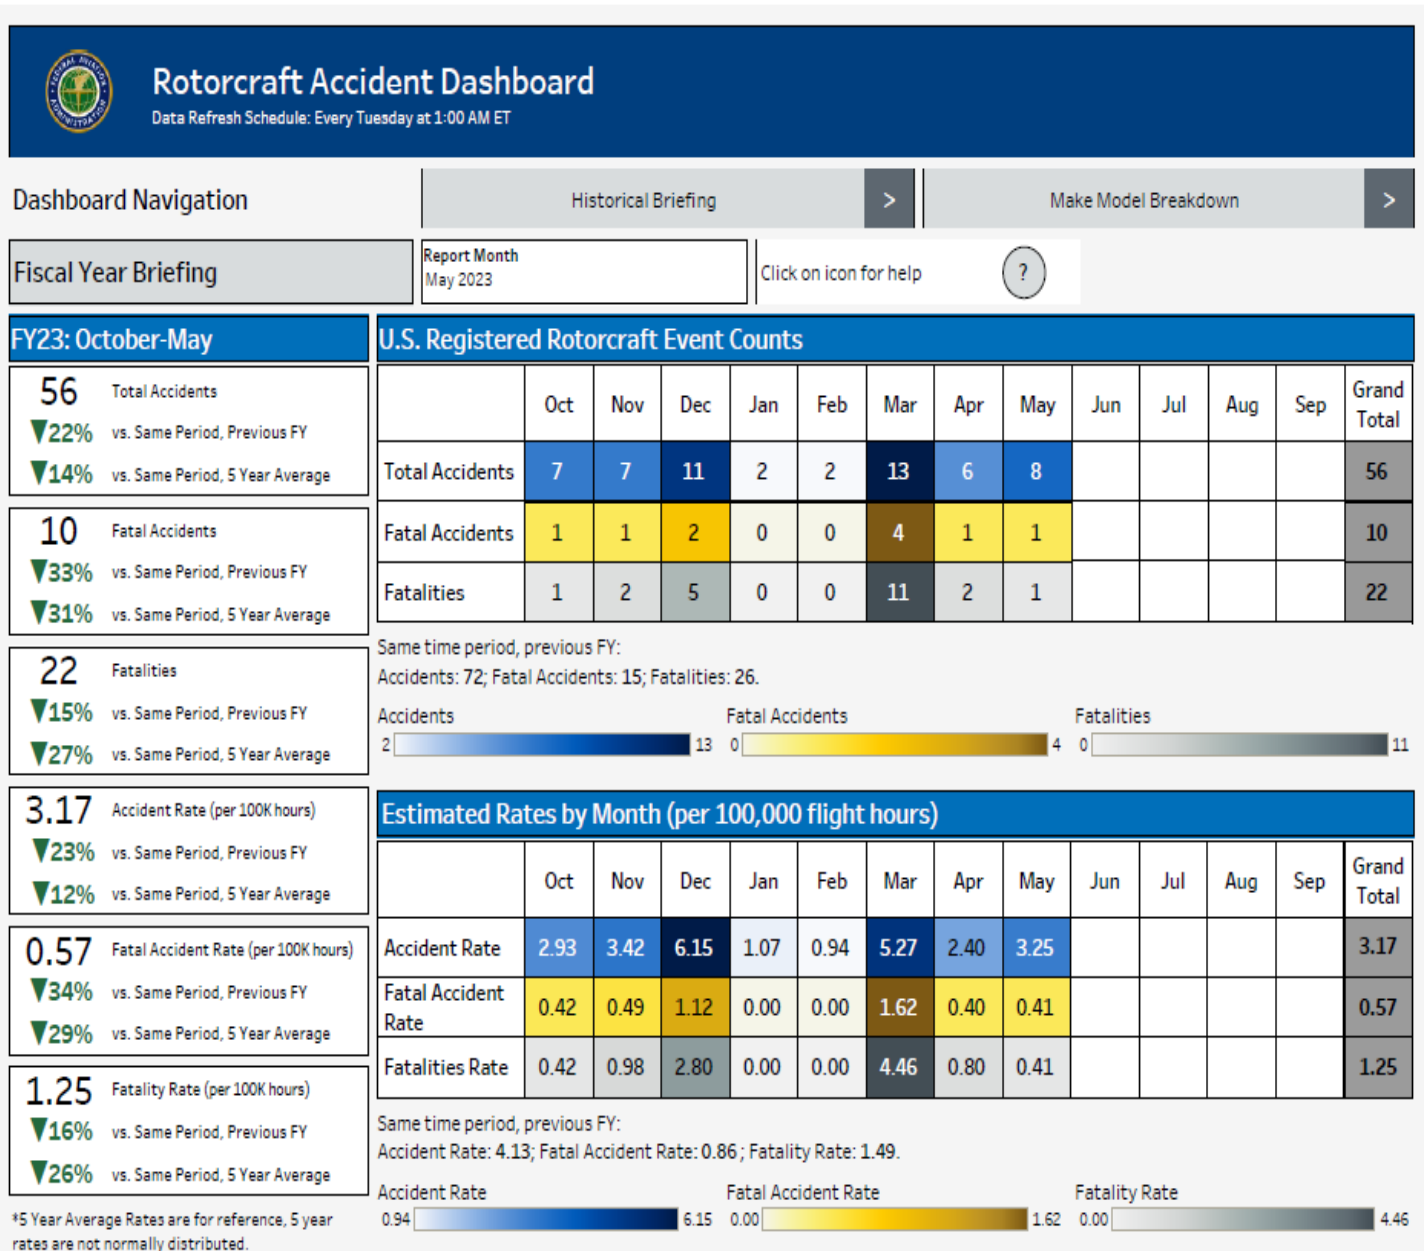 Rotorcraft Accident Dashboard
Data Refresh Schedule: Every Tuesday at 1:00 AM ET
Dashboard Navigation
Historical Briefing >
Make Model Breakdown >
Fiscal Year Briefing
Report Month
May 2023
Click on icon for help ?
FY23: October-May
56 Total Accidents
▼22% vs. Same Period, Previous FY
▼14% vs. Same Period, 5 Year Average
10 Fatal Accidents
▼33% vs. Same Period, Previous FY
▼31% vs. Same Period, 5 Year Average
22 Fatalities
▼15% vs. Same Period, Previous FY
▼27% vs. Same Period, 5 Year Average
3.17 Accident Rate (per 100K hours)
▼23% vs. Same Period, Previous FY
▼12% vs. Same Period, 5 Year Average
0.57 Fatal Accident Rate (per 100K hours)
▼34% vs. Same Period, Previous FY
▼29% vs. Same Period, 5 Year Average
1.25 Fatality Rate (per 100K hours)
▼16% vs. Same Period, Previous FY
▼26% vs. Same Period, 5 Year Average
*5 Year Average Rates are for reference, 5 year
rates are not normally distributed.
U.S. Registered Rotorcraft Event Counts
Oct Nov Dec Jan Feb Mar Apr May Jun Jul Aug Sep Grand Total
Total Accidents 7 7 11 2 2 13 6 8 56
Fatal Accidents 1 1 2 0 0 4 1 1 10
Fatalities 1 2 5 0 0 11 2 1 22
Same time period, previous FY:
Accidents: 72; Fatal Accidents: 15; Fatalities: 26.
Accidents Fatal Accidents Fatalities
2 13 0 4 0 11
Estimated Rates by Month (per 100,000 flight hours)
Oct Nov Dec Jan Feb Mar Apr May Jun Jul Aug Sep Grand Total
Accident Rate 2.93 3.42 6.15 1.07 0.94 5.27 2.40 3.25 3.17
Fatal Accident Rate 0.42 0.49 1.12 0.00 0.00 1.62 0.40 0.41 0.57
Fatalities Rate 0.42 0.98 2.80 0.00 0.00 4.46 0.80 0.41 1.25
Same time period, previous FY:
Accident Rate: 4.13; Fatal Accident Rate: 0.86 ; Fatality Rate: 1.49.
Accident Rate Fatal Accident Rate Fatality Rate
0.94 6.15 0.00 1.62 0.00 4.46